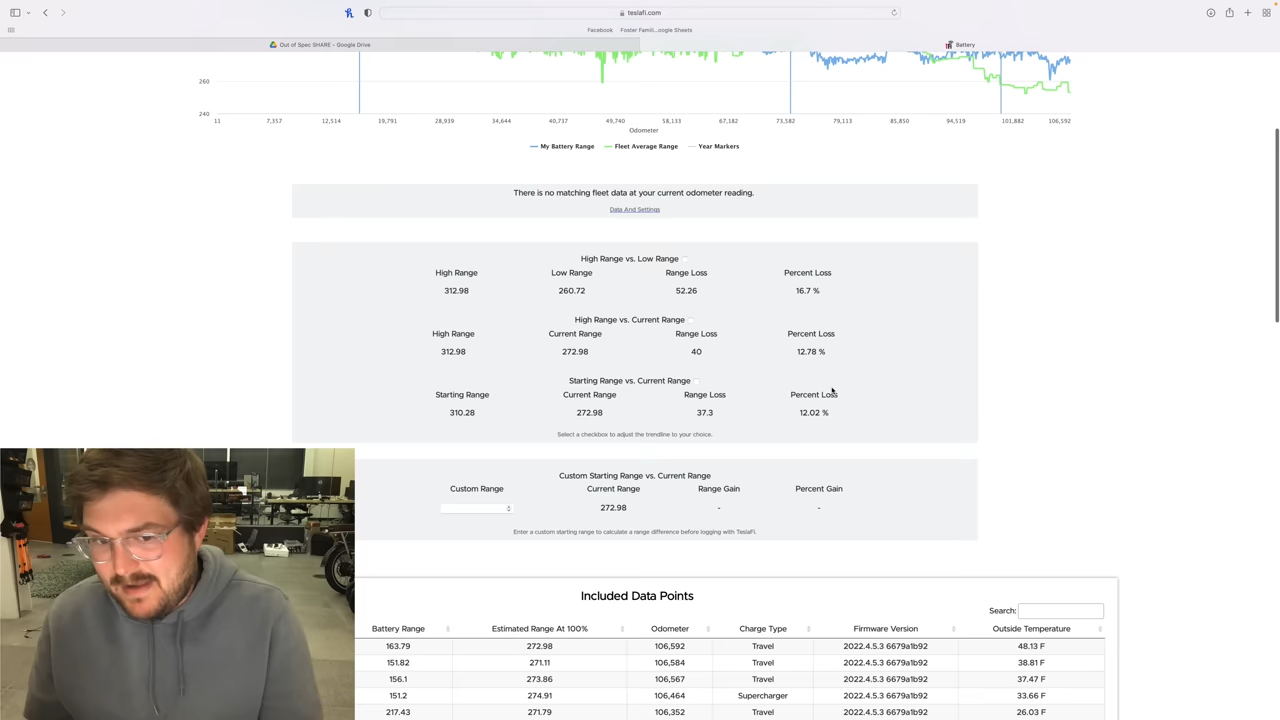 teslafi.com
Facebook Foster Famili...oogle Sheets
Out of Spec SHARE - Google Drive Battery
260
240
11 7,357 12,514 19,791 28,939 34,644 40,737 49,740 58,133 67,182 73,582 79,113 85,850 94,519 101,882 106,592
Odometer
My Battery Range Fleet Average Range Year Markers
There is no matching fleet data at your current odometer reading.
Data And Settings
High Range vs. Low Range
High Range Low Range Range Loss Percent Loss
312.98 260.72 52.26 16.7 %
High Range vs. Current Range
High Range Current Range Range Loss Percent Loss
312.98 272.98 40 12.78 %
Starting Range vs. Current Range
Starting Range Current Range Range Loss Percent Loss
310.28 272.98 37.3 12.02 %
Select a checkbox to adjust the trendline to your choice.
Custom Starting Range vs. Current Range
Custom Range Current Range Range Gain Percent Gain
272.98 - -
Enter a custom starting range to calculate a range difference before logging with TeslaFi.
Included Data Points
Search:
Battery Range Estimated Range At 100% Odometer Charge Type Firmware Version Outside Temperature
163.79 272.98 106,592 Travel 2022.4.5.3 6679a1b92 48.13 F
151.82 271.11 106,584 Travel 2022.4.5.3 6679a1b92 38.81 F
156.1 273.86 106,567 Travel 2022.4.5.3 6679a1b92 37.47 F
151.2 274.91 106,464 Supercharger 2022.4.5.3 6679a1b92 33.66 F
217.43 271.79 106,352 Travel 2022.4.5.3 6679a1b92 26.03 F